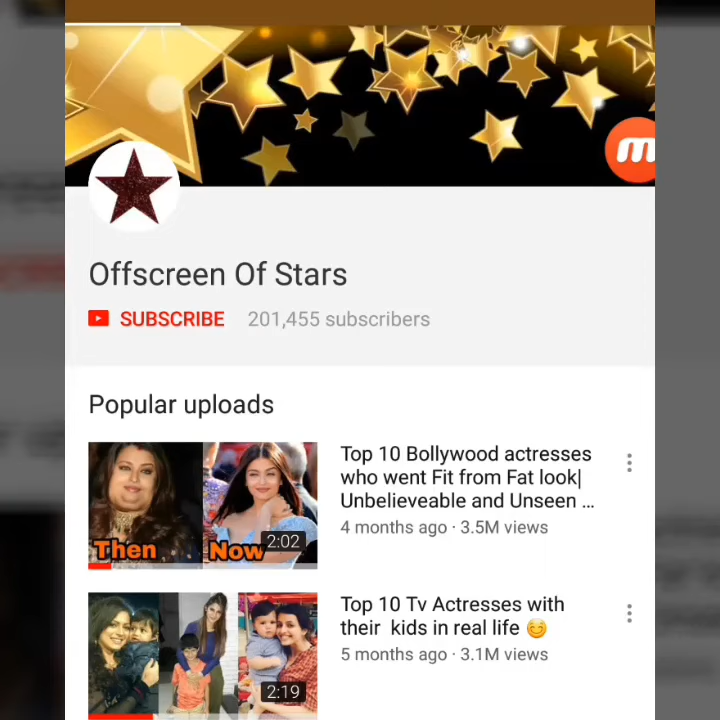 m
Offscreen Of Stars
SUBSCRIBE 201,455 subscribers
Popular uploads
Top 10 Bollywood actresses
who went Fit from Fat look|
Unbelieveable and Unseen ...
4 months ago · 3.5M views
Then Now 2:02
Top 10 Tv Actresses with
their kids in real life 😊
5 months ago · 3.1M views
2:19